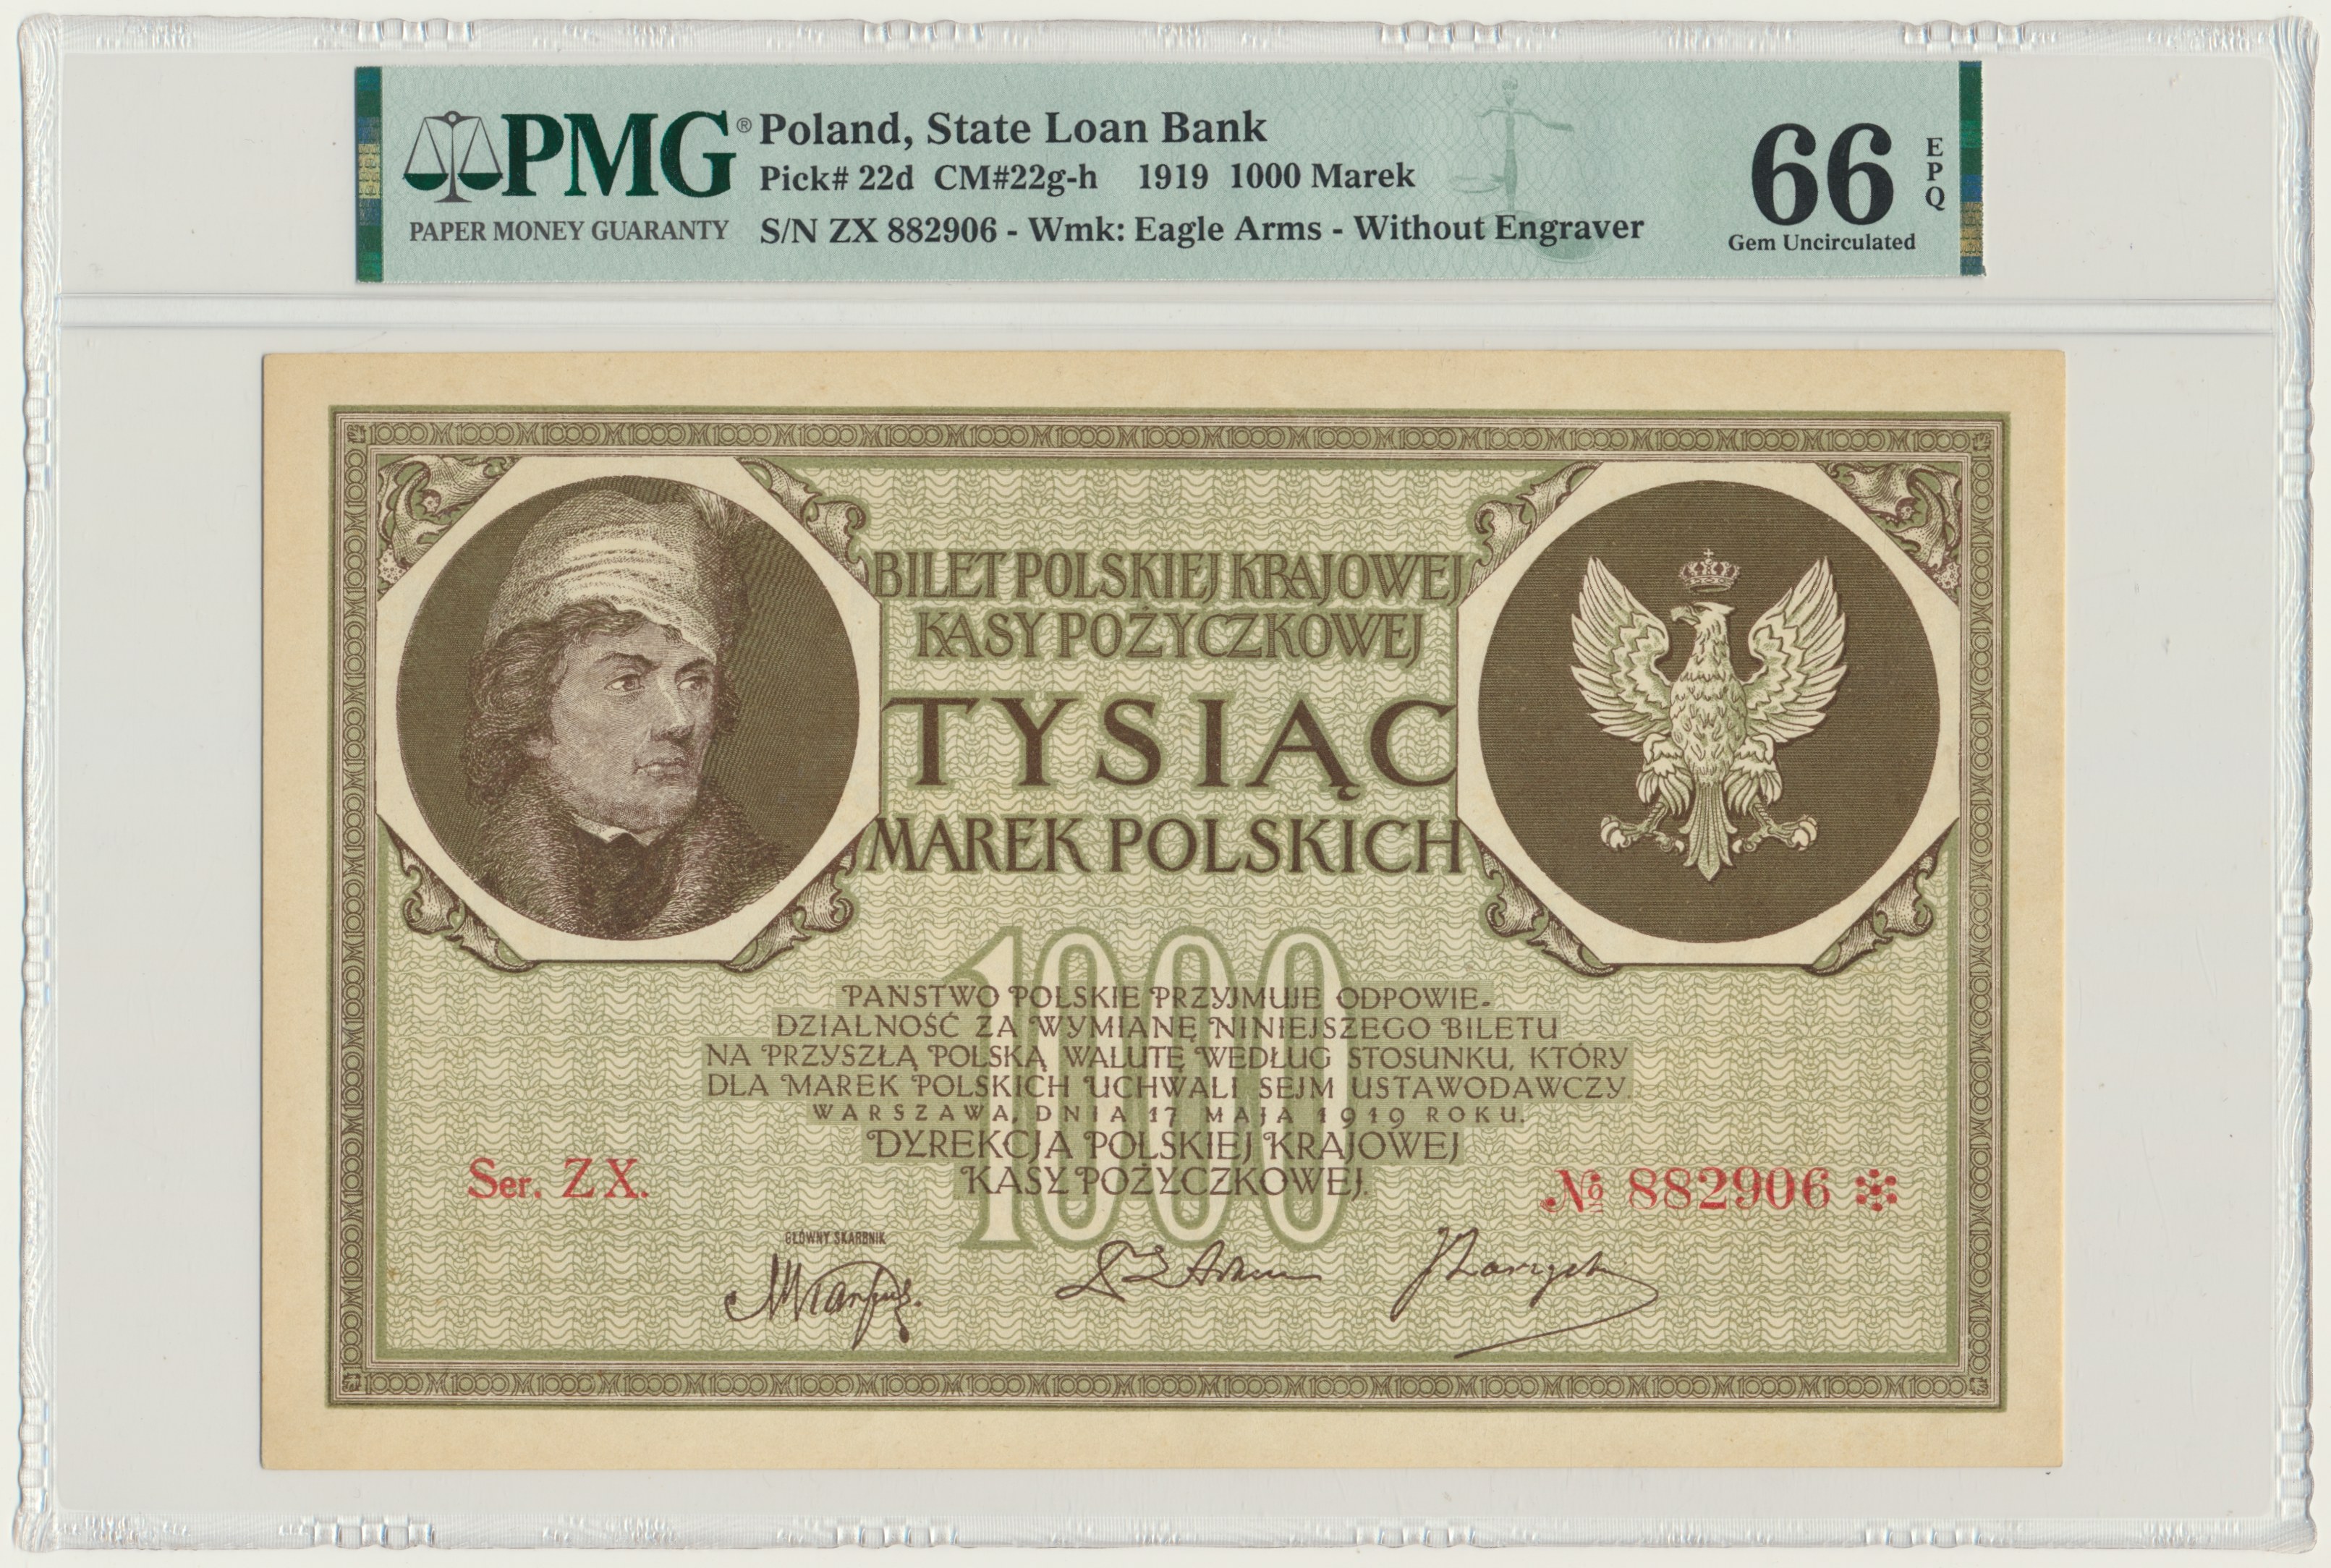 PMG®
PAPER MONEY GUARANTY
Poland, State Loan Bank
Pick# 22d CM#22g-h 1919 1000 Marek
S/N ZX 882906 - Wmk: Eagle Arms - Without Engraver
66
EPQ
Gem Uncirculated
BILET POLSKIEJ KRAJOWEJ
KASY POŻYCZKOWEJ
TYSIĄC
MAREK POLSKICH
1000
PAŃSTWO POLSKIE PRZYJMUJE ODPOWIE-
DZIALNOŚĆ ZA WYMIANĘ NINIEJSZEGO BILETU
NA PRZYSZŁĄ POLSKĄ WALUTĘ WEDŁUG STOSUNKU, KTÓRY
DLA MAREK POLSKICH UCHWALI SEJM USTAWODAWCZY.
WARSZAWA, DNIA 17 MAJA 1919 ROKU.
DYREKCJA POLSKIEJ KRAJOWEJ
KASY POŻYCZKOWEJ.
Ser. ZX.
№ 882906 *
GŁÓWNY SKARBNIK